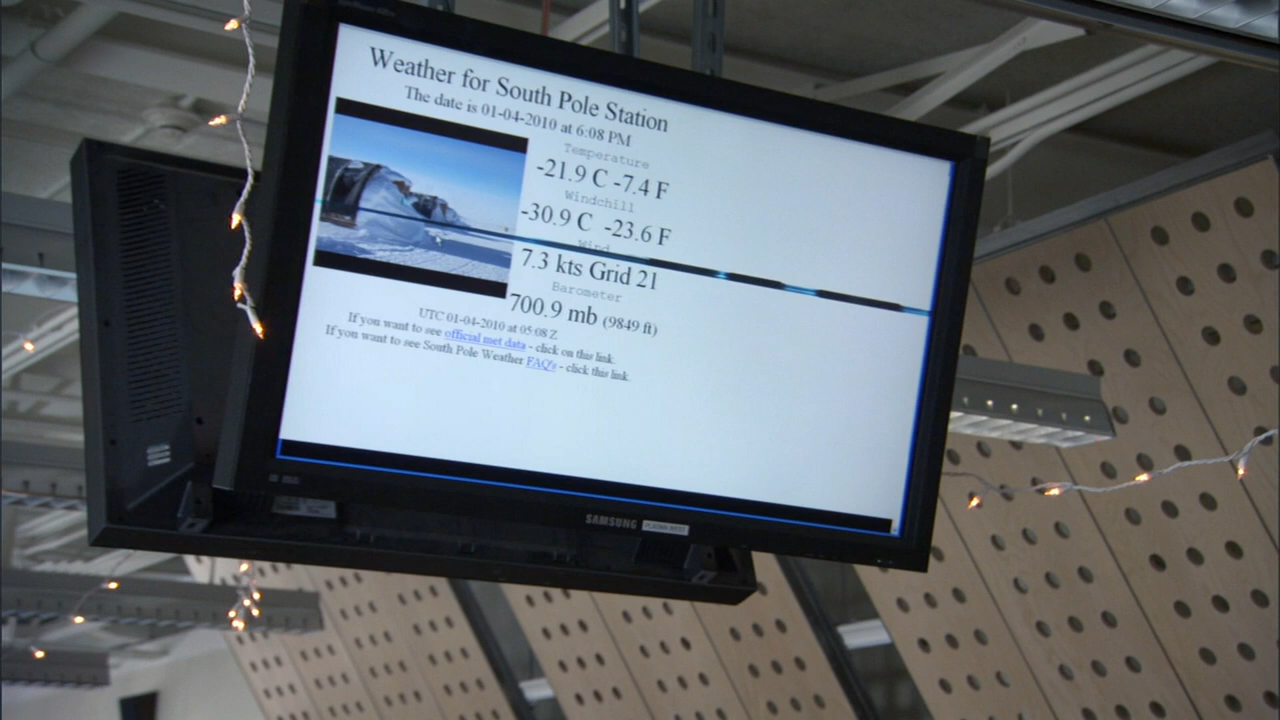 Weather for South Pole Station
The date is 01-04-2010 at 6:08 PM
Temperature
-21.9 C -7.4 F
Windchill
-30.9 C -23.6 F
Wind
7.3 kts Grid 21
Barometer
700.9 mb (9849 ft)
UTC 01-04-2010 at 05:08 Z
If you want to see official met data - click on this link.
If you want to see South Pole Weather FAQ's - click this link.
SAMSUNG